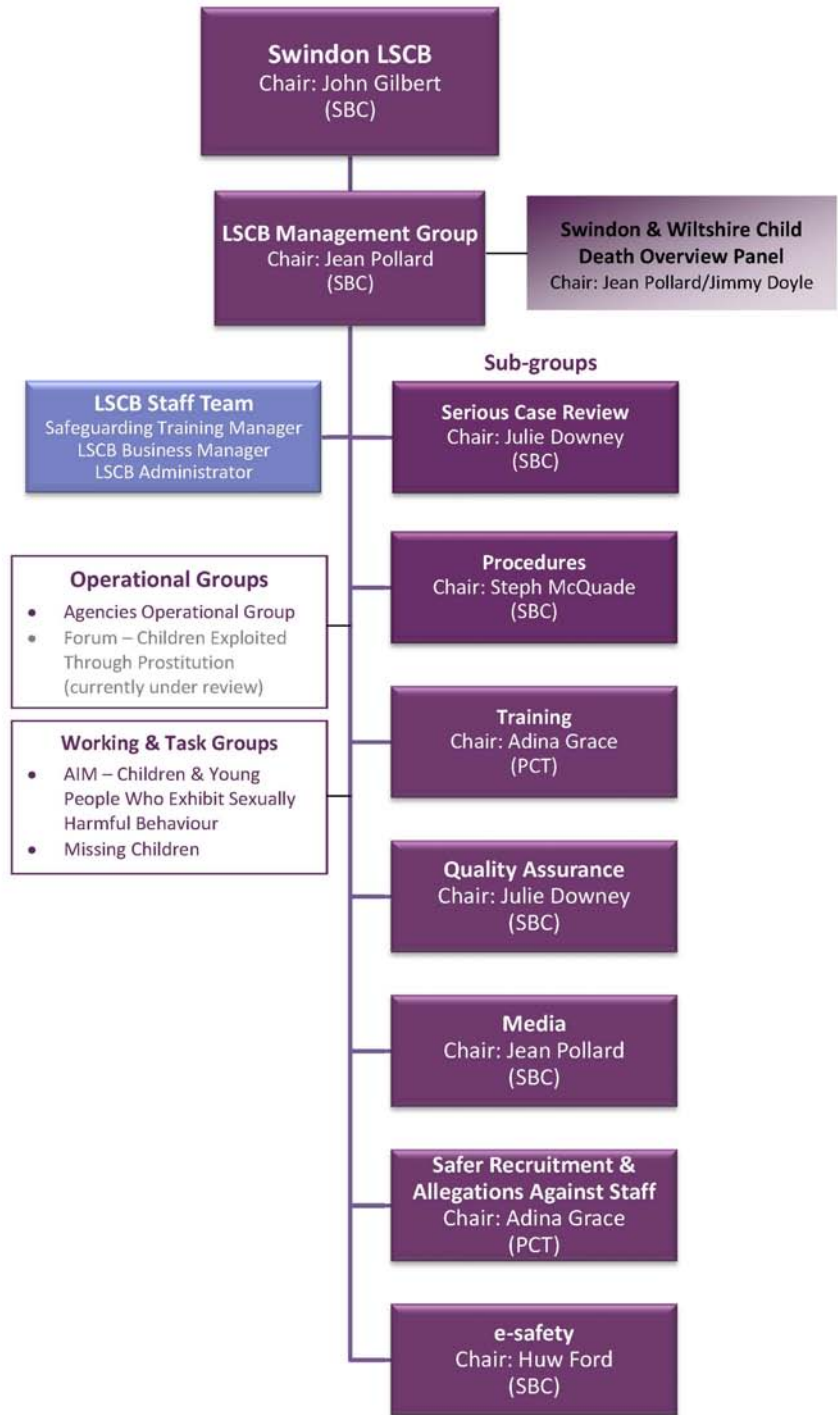 Swindon LSCB
Chair: John Gilbert
(SBC)
LSCB Management Group
Chair: Jean Pollard
(SBC)
Swindon & Wiltshire Child
Death Overview Panel
Chair: Jean Pollard/Jimmy Doyle
Sub-groups
LSCB Staff Team
Safeguarding Training Manager
LSCB Business Manager
LSCB Administrator
Serious Case Review
Chair: Julie Downey
(SBC)
Operational Groups
• Agencies Operational Group
• Forum – Children Exploited
Through Prostitution
(currently under review)
Procedures
Chair: Steph McQuade
(SBC)
Working & Task Groups
• AIM – Children & Young
People Who Exhibit Sexually
Harmful Behaviour
• Missing Children
Training
Chair: Adina Grace
(PCT)
Quality Assurance
Chair: Julie Downey
(SBC)
Media
Chair: Jean Pollard
(SBC)
Safer Recruitment &
Allegations Against Staff
Chair: Adina Grace
(PCT)
e-safety
Chair: Huw Ford
(SBC)